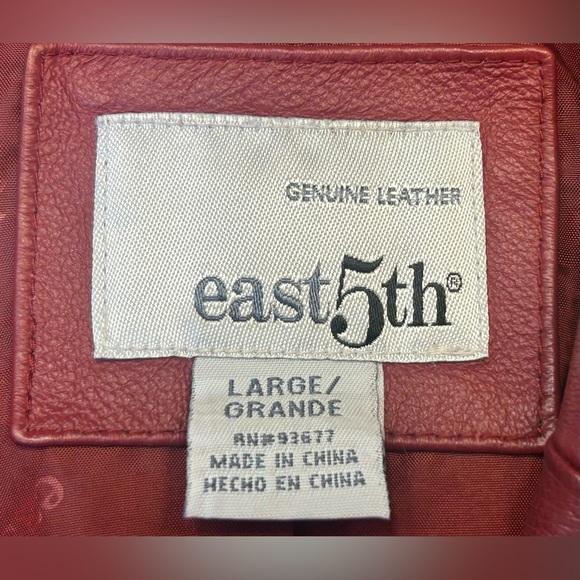 GENUINE LEATHER
east5th®
LARGE/
GRANDE
RN#93677
MADE IN CHINA
HECHO EN CHINA